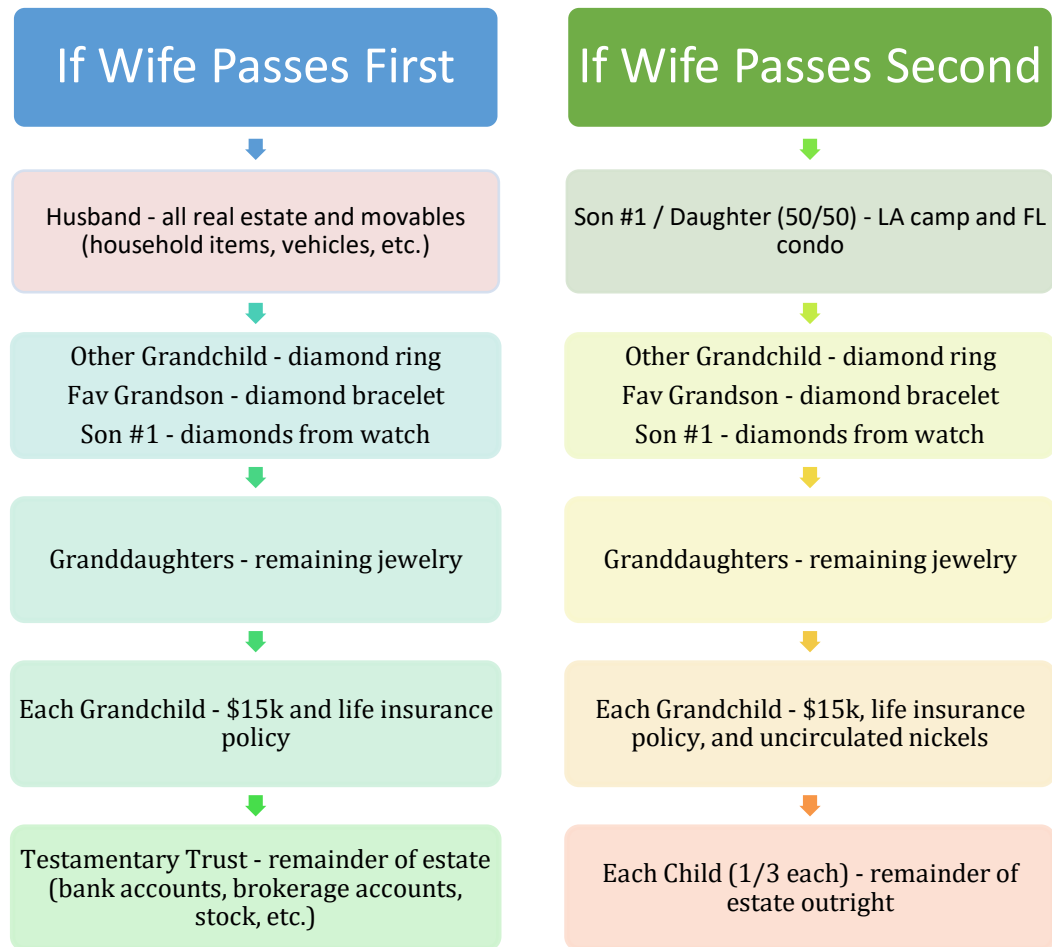 If Wife Passes First
Husband - all real estate and movables
(household items, vehicles, etc.)
Other Grandchild - diamond ring
Fav Grandson - diamond bracelet
Son #1 - diamonds from watch
Granddaughters - remaining jewelry
Each Grandchild - $15k and life insurance
policy
Testamentary Trust - remainder of estate
(bank accounts, brokerage accounts,
stock, etc.)
If Wife Passes Second
Son #1 / Daughter (50/50) - LA camp and FL
condo
Other Grandchild - diamond ring
Fav Grandson - diamond bracelet
Son #1 - diamonds from watch
Granddaughters - remaining jewelry
Each Grandchild - $15k, life insurance
policy, and uncirculated nickels
Each Child (1/3 each) - remainder of
estate outright